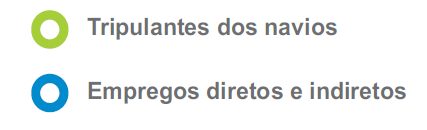 Tripulantes dos navios
Empregos diretos e indiretos